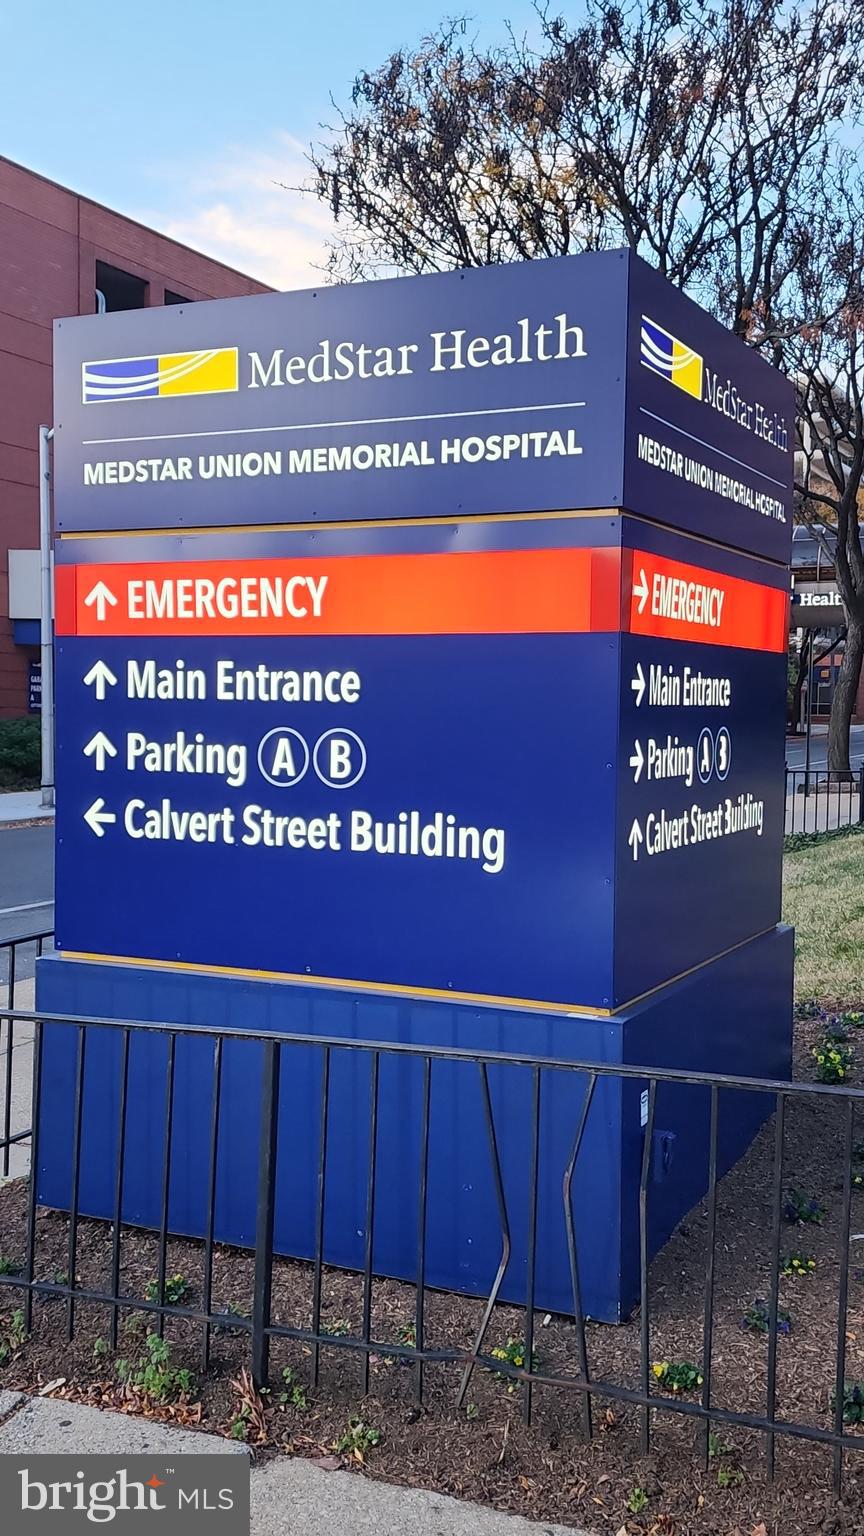 MedStar Health
MEDSTAR UNION MEMORIAL HOSPITAL
↑ EMERGENCY
↑ Main Entrance
↑ Parking A B
← Calvert Street Building
MedStar Health
MEDSTAR UNION MEMORIAL HOSPITAL
→ EMERGENCY
→ Main Entrance
→ Parking A B
↑ Calvert Street Building
Health
bright™ MLS